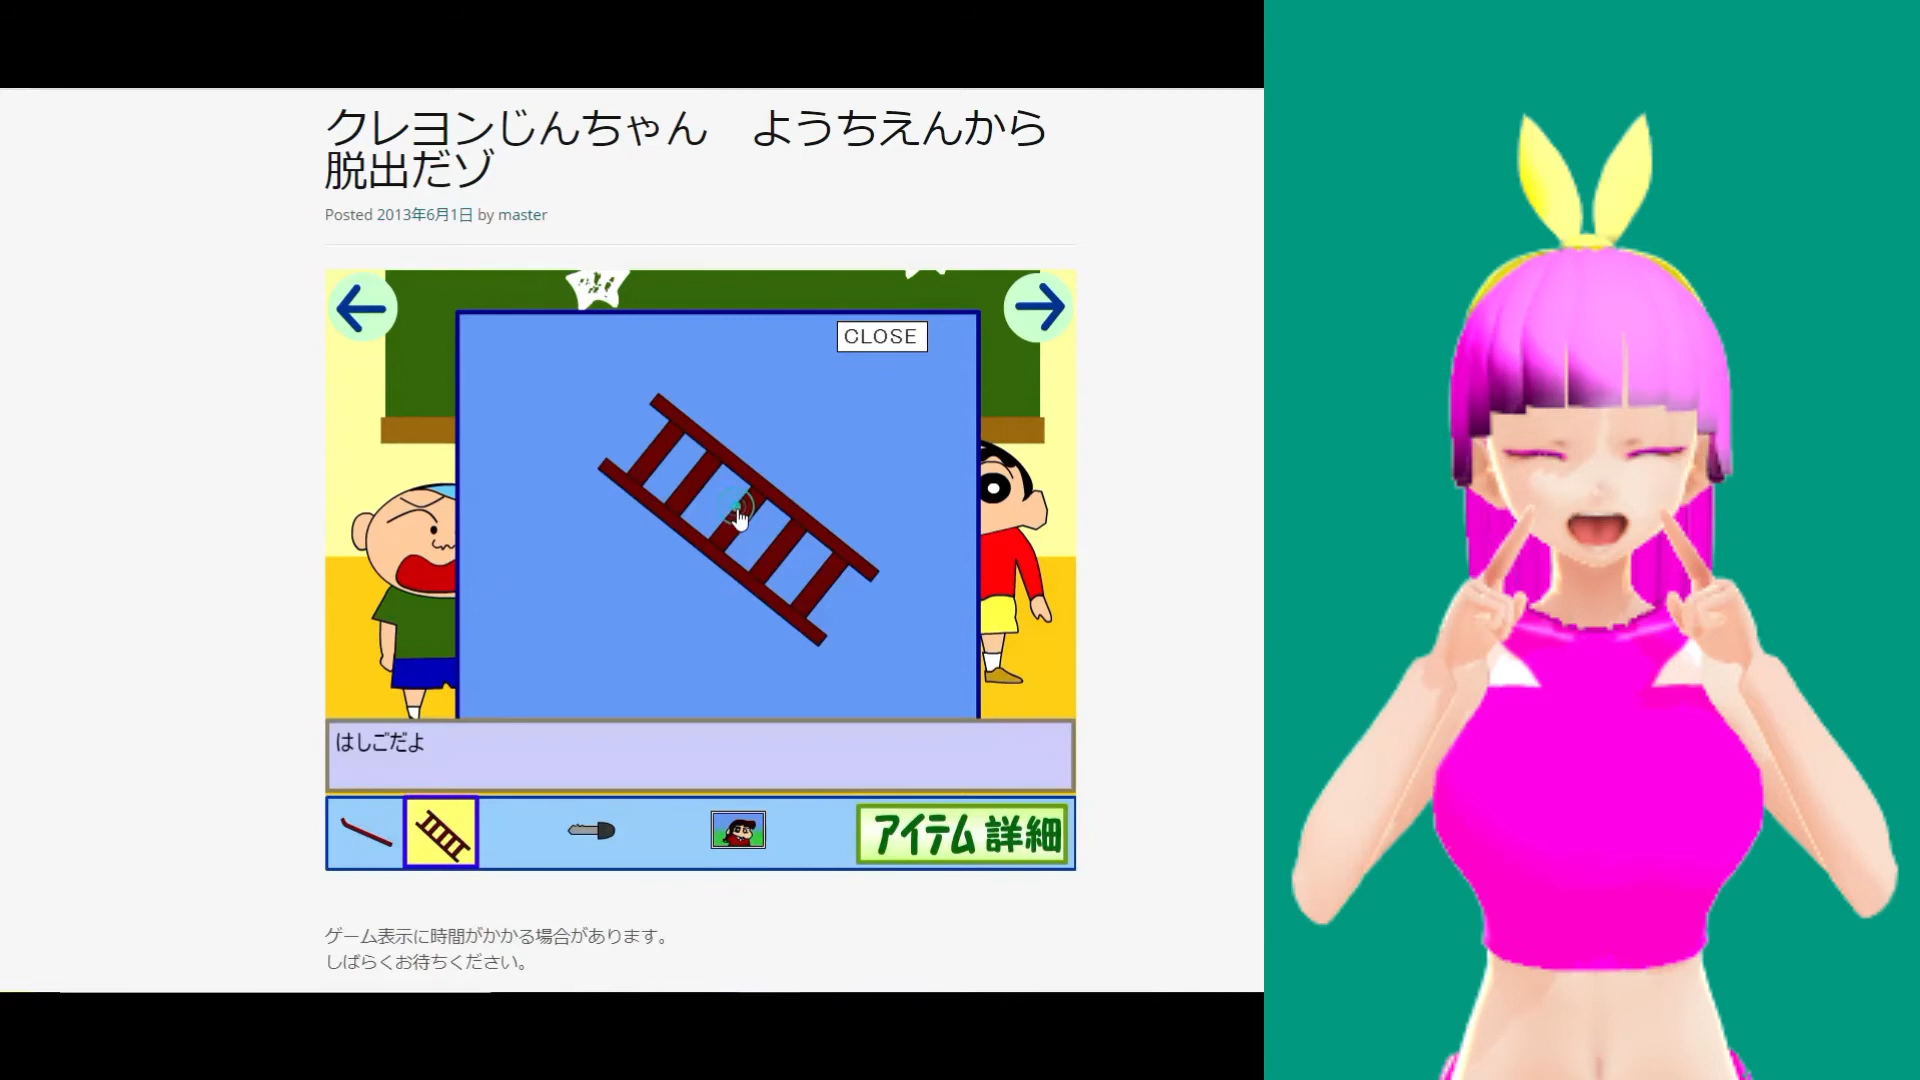 クレヨンじんちゃん　ようちえんから
脱出だゾ
Posted 2013年6月1日 by master
CLOSE
はしごだよ
アイテム 詳細
ゲーム表示に時間がかかる場合があります。
しばらくお待ちください。